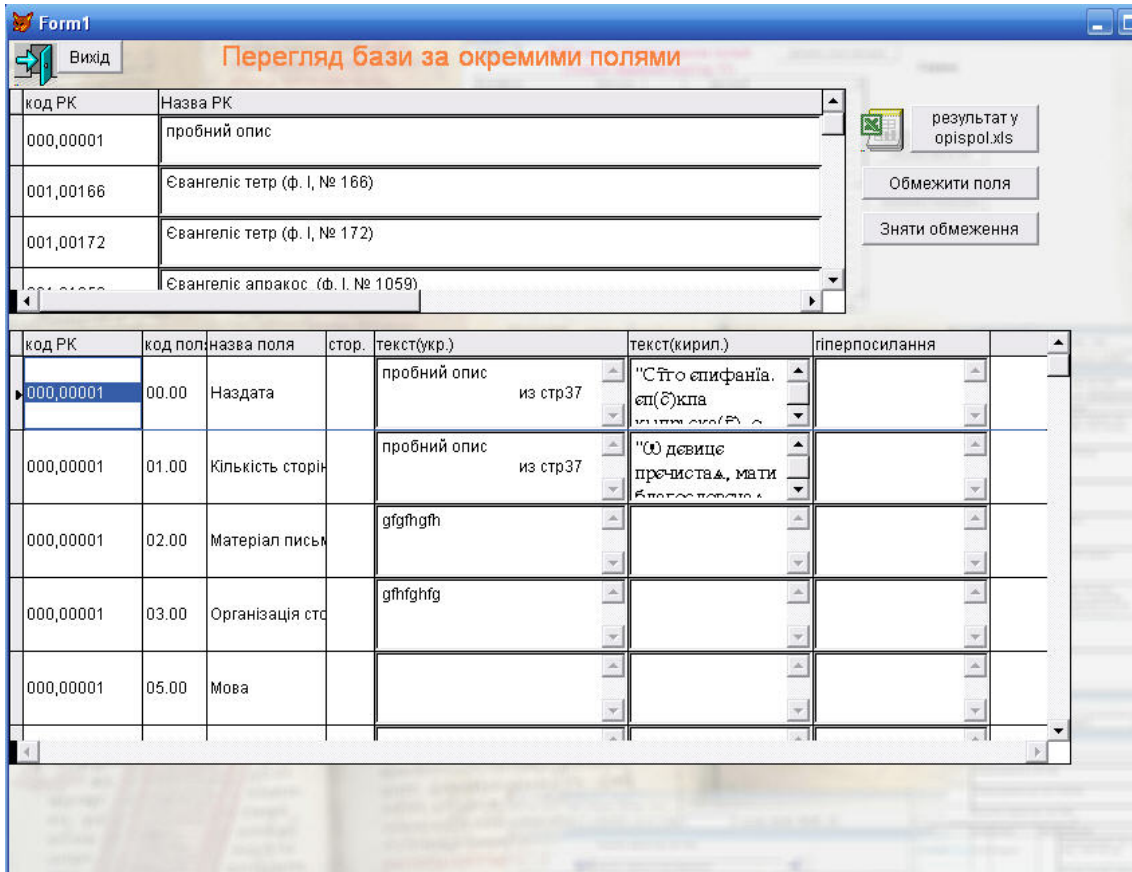 Form1
Вихід
Перегляд бази за окремими полями
код РК Назва РК
000,00001 пробний опис
001,00166 Євангеліє тетр (ф. І, № 166)
001,00172 Євангеліє тетр (ф. І, № 172)
Євангеліє апракос (ф. І, № 1059)
результат у
opispol.xls
Обмежити поля
Зняти обмеження
код РК код пол назва поля стор. текст(укр.) текст(кирил.) гіперпосилання
000,00001 00.00 Наздата пробний опис
из стр37
000,00001 01.00 Кількість сторін пробний опис
из стр37
"Ѿ дєвицє
прєчистаѧ, мати
000,00001 02.00 Матеріал письм gfgfhgfh
000,00001 03.00 Організація сто gfhfghfg
000,00001 05.00 Мова